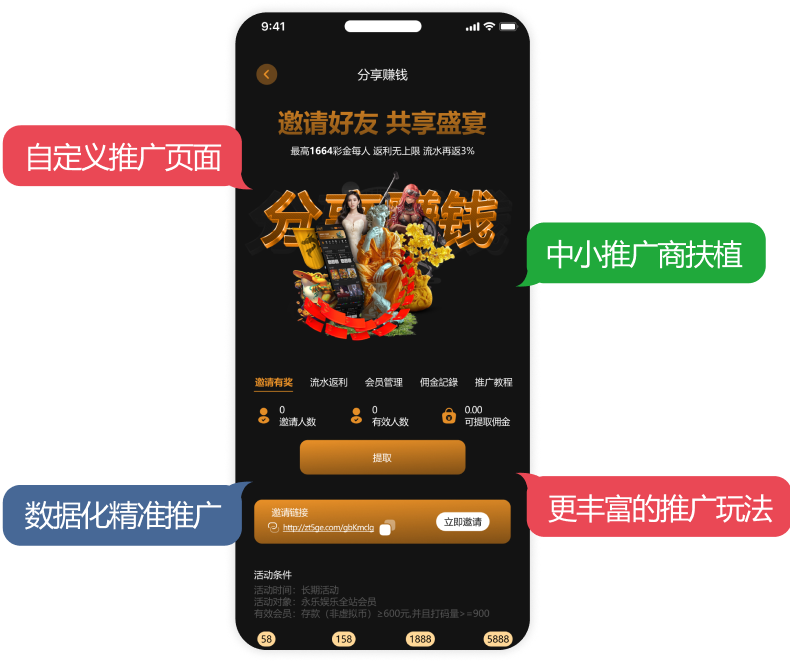 9:41
分享赚钱
邀请好友 共享盛宴
最高1664彩金每人 返利无上限 流水再返3%
自定义推广页面
分享赚钱
中小推广商扶植
邀请有奖 流水返利 会员管理 佣金記錄 推广教程
0 0 0.00
邀请人数 有效人数 可提取佣金
提取
数据化精准推广
更丰富的推广玩法
邀请链接
http://zt5ge.com/gbKmclg
立即邀请
活动条件
活动时间：长期活动
活动对象：永乐娱乐全站会员
有效会员：存款（非虚拟币）≥600元,并且打码量>=900
58 158 1888 5888